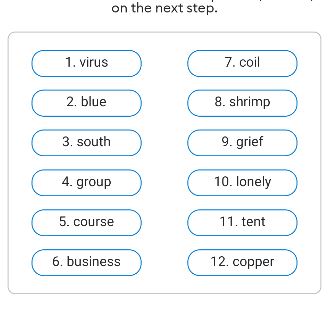 on the next step.
1. virus
2. blue
3. south
4. group
5. course
6. business
7. coil
8. shrimp
9. grief
10. lonely
11. tent
12. copper